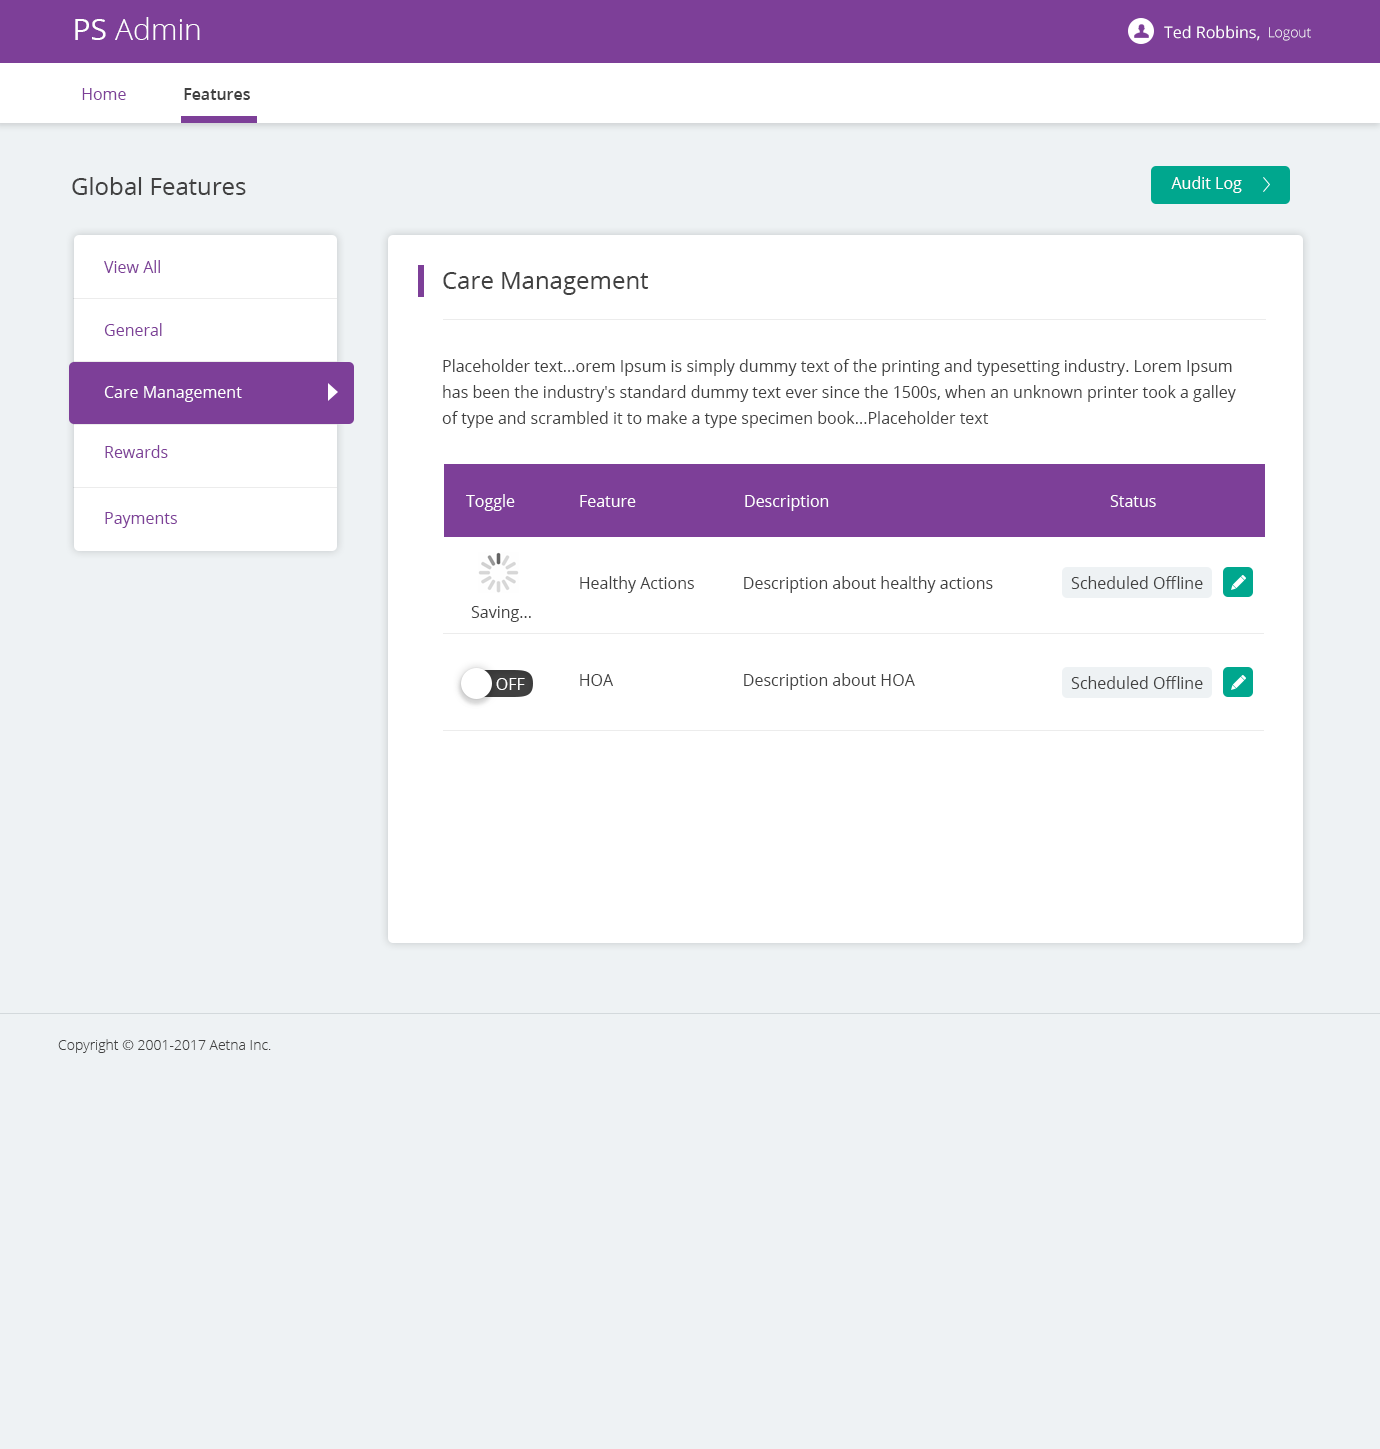 PS Admin
Ted Robbins, Logout
Home
Features
Global Features
Audit Log
View All
General
Care Management
Rewards
Payments
Care Management
Placeholder text...orem Ipsum is simply dummy text of the printing and typesetting industry. Lorem Ipsum
has been the industry's standard dummy text ever since the 1500s, when an unknown printer took a galley
of type and scrambled it to make a type specimen book...Placeholder text
Toggle Feature Description Status
Saving... Healthy Actions Description about healthy actions Scheduled Offline
OFF HOA Description about HOA Scheduled Offline
Copyright © 2001-2017 Aetna Inc.